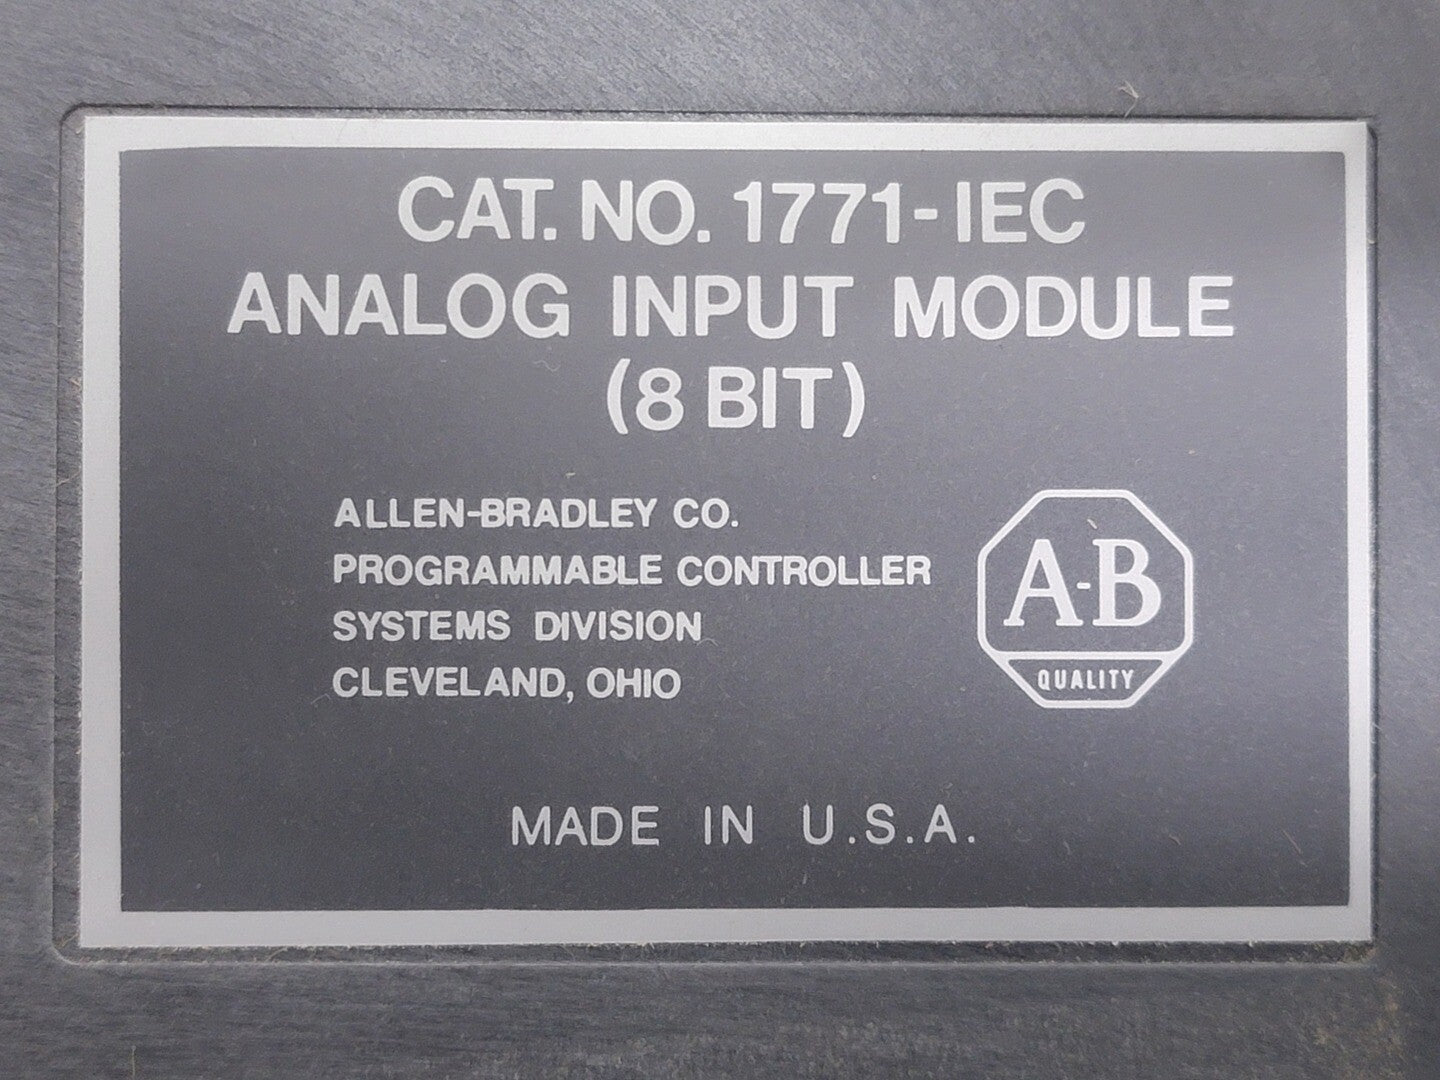 CAT. NO. 1771-IEC
ANALOG INPUT MODULE
(8 BIT)
ALLEN-BRADLEY CO.
PROGRAMMABLE CONTROLLER
SYSTEMS DIVISION
CLEVELAND, OHIO
A-B
QUALITY
MADE IN U.S.A.